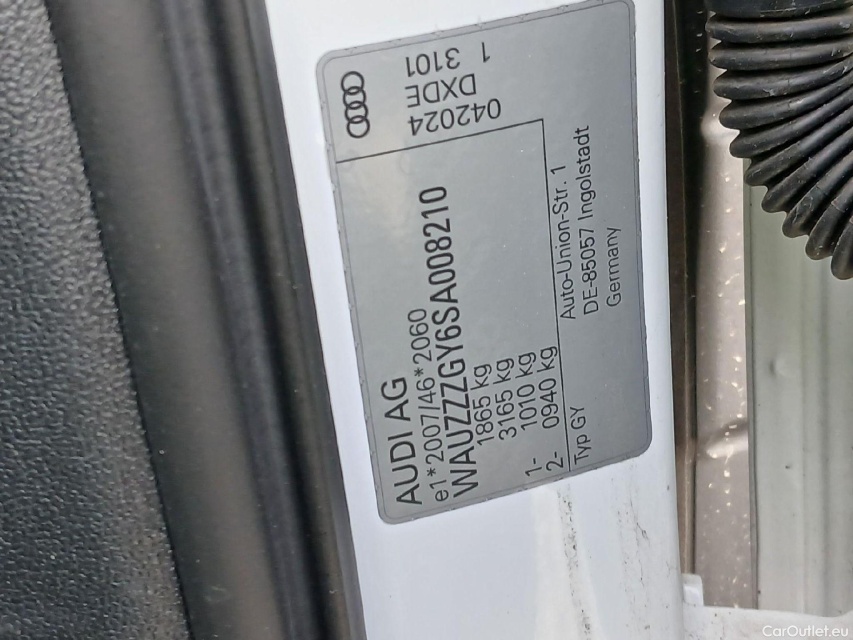 AUDI AG
e1*2007/46*2060
WAUZZZGY6SA008210
1865 kg
3165 kg
1- 1010 kg
2- 0940 kg
Typ GY
Auto-Union-Str. 1
DE-85057 Ingolstadt
Germany
042024
DXDE
3101
1
CarOutlet.eu